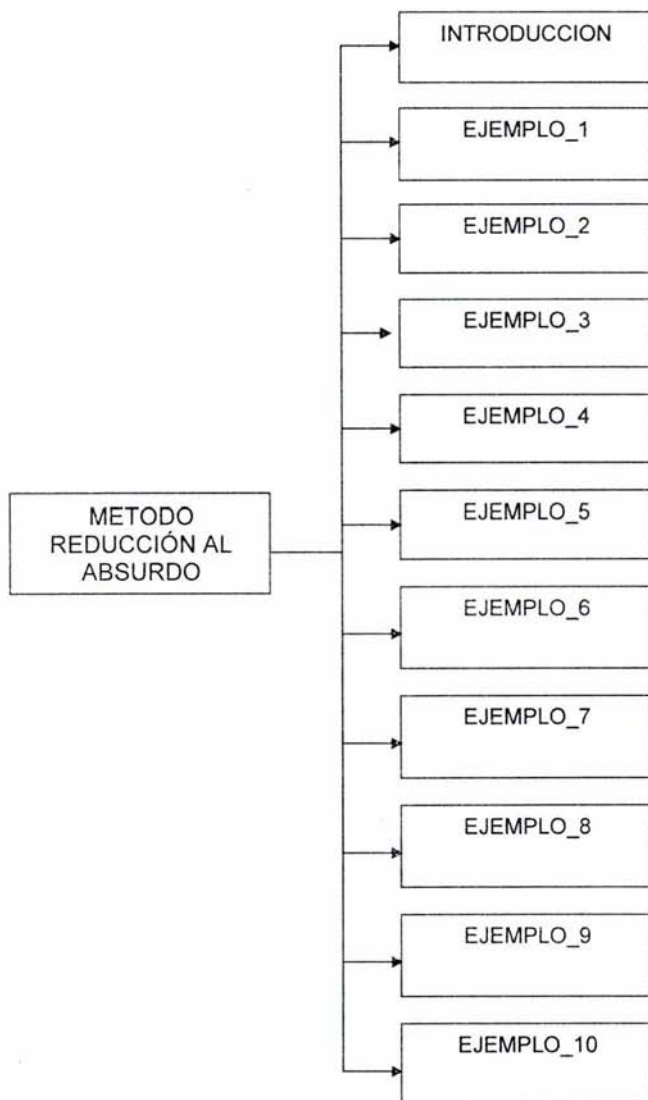 INTRODUCCION
EJEMPLO_1
EJEMPLO_2
EJEMPLO_3
EJEMPLO_4
METODO
REDUCCIÓN AL
ABSURDO
EJEMPLO_5
EJEMPLO_6
EJEMPLO_7
EJEMPLO_8
EJEMPLO_9
EJEMPLO_10